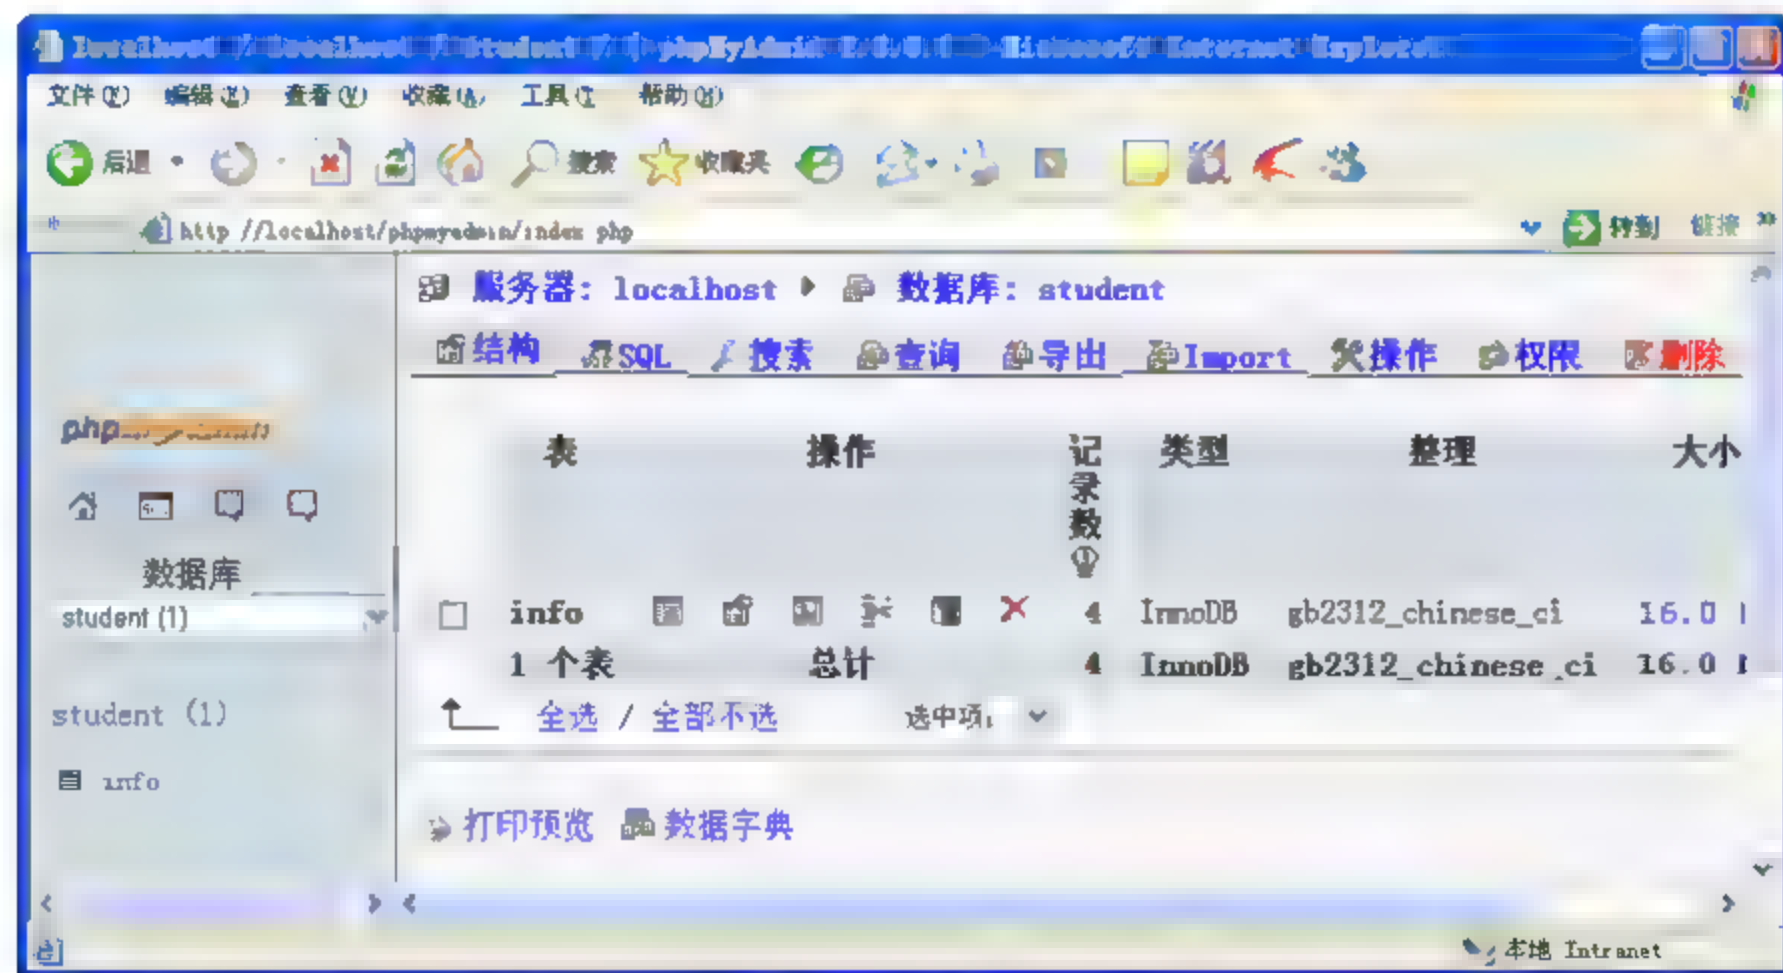 文件(F) 编辑(E) 查看(V) 收藏(A) 工具(T 帮助(H)
后退 搜索 收藏夹
http //localhost/phpmyadmin/index php 转到 链接 »
服务器: localhost 数据库: student
结构 SQL 搜索 查询 导出 Import 操作 权限 删除
php
表 操作 记录数 类型 整理 大小
数据库
student (1)
info 4 InnoDB gb2312_chinese_ci 16.0
1 个表 总计 4 InnoDB gb2312_chinese_ci 16.0
student (1)
全选 / 全部不选 选中项:
info
打印预览 数据字典
本地 Intranet